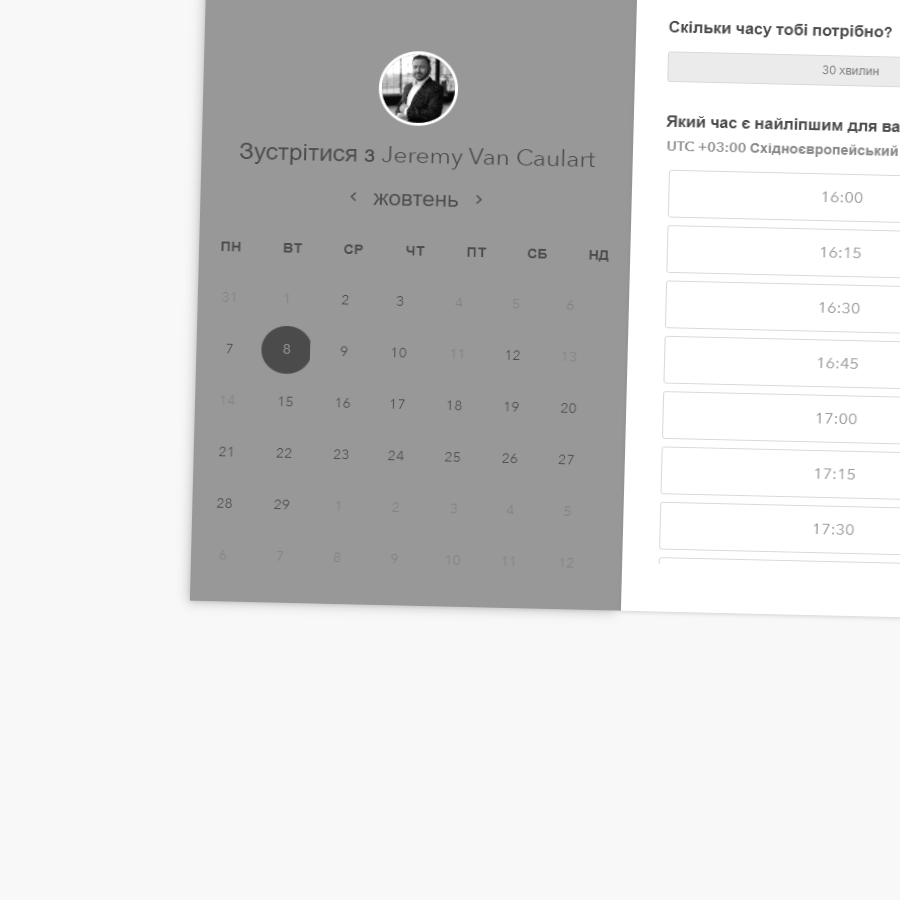 Зустрітися з Jeremy Van Caulart
‹ жовтень ›
ПН ВТ СР ЧТ ПТ СБ НД
31 1 2 3 4 5 6
7 8 9 10 11 12 13
14 15 16 17 18 19 20
21 22 23 24 25 26 27
28 29 1 2 3 4 5
6 7 8 9 10 11 12
Скільки часу тобі потрібно?
30 хвилин
Який час є найліпшим для ва
UTC +03:00 Східноєвропейський
16:00
16:15
16:30
16:45
17:00
17:15
17:30